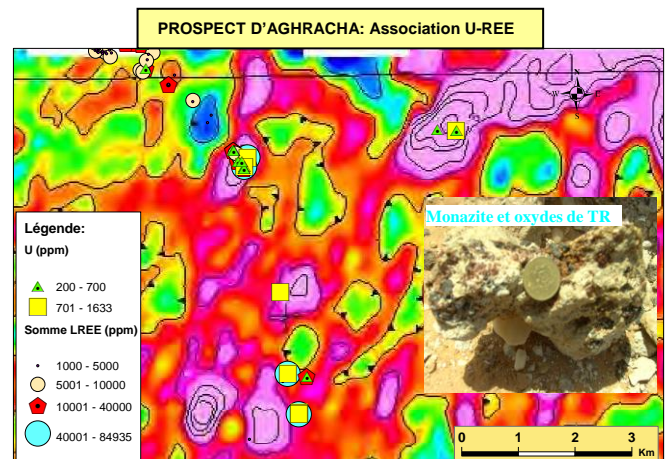 PROSPECT D'AGHRACHA: Association U-REE
N
W E
S
Monazite et oxydes de TR
Légende:
U (ppm)
200 - 700
701 - 1633
Somme LREE (ppm)
1000 - 5000
5001 - 10000
10001 - 40000
40001 - 84935
0 1 2 3
Km